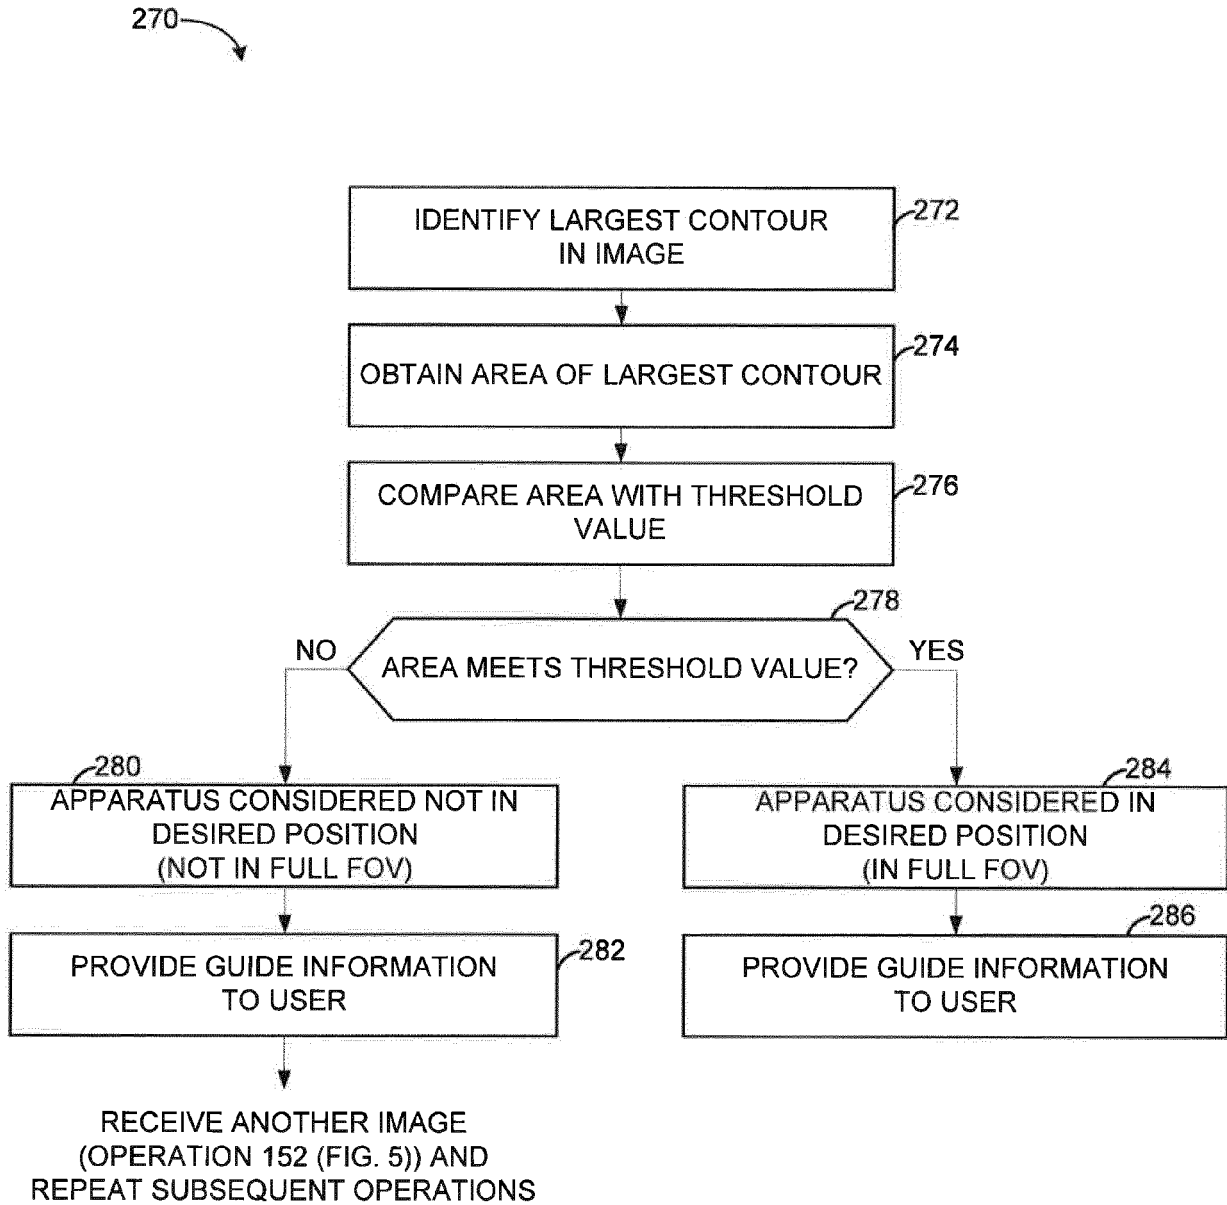 270
IDENTIFY LARGEST CONTOUR
IN IMAGE
272
OBTAIN AREA OF LARGEST CONTOUR
274
COMPARE AREA WITH THRESHOLD
VALUE
276
278
AREA MEETS THRESHOLD VALUE?
NO
YES
280
APPARATUS CONSIDERED NOT IN
DESIRED POSITION
(NOT IN FULL FOV)
284
APPARATUS CONSIDERED IN
DESIRED POSITION
(IN FULL FOV)
282
PROVIDE GUIDE INFORMATION
TO USER
286
PROVIDE GUIDE INFORMATION
TO USER
RECEIVE ANOTHER IMAGE
(OPERATION 152 (FIG. 5)) AND
REPEAT SUBSEQUENT OPERATIONS